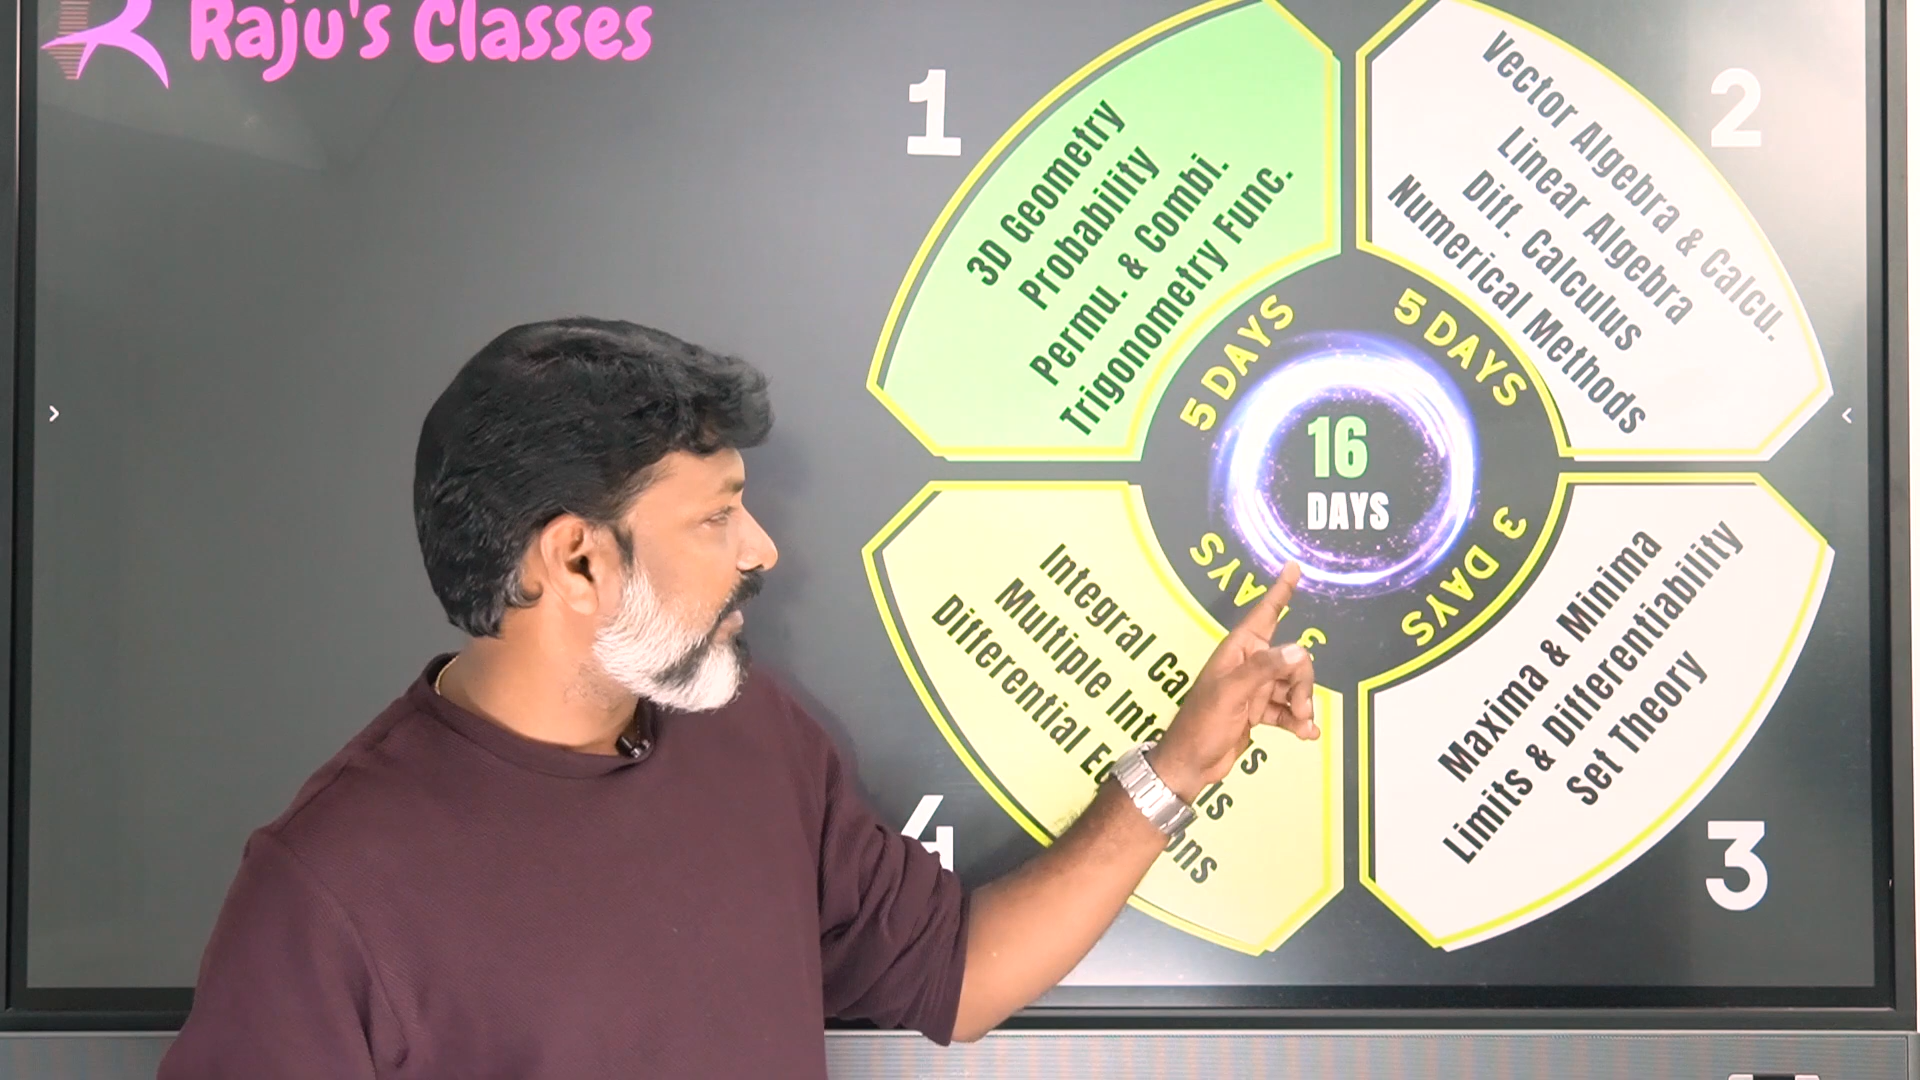 Raju's Classes
1
3D Geometry
Probability
Permu. & Combi.
Trigonometry Func.
5 DAYS
2
Vector Algebra & Calcu.
Linear Algebra
Diff. Calculus
Numerical Methods
5 DAYS
16
DAYS
3
Maxima & Minima
Limits & Differentiability
Set Theory
3 DAYS
4
Integral
Multiple
Differential
3